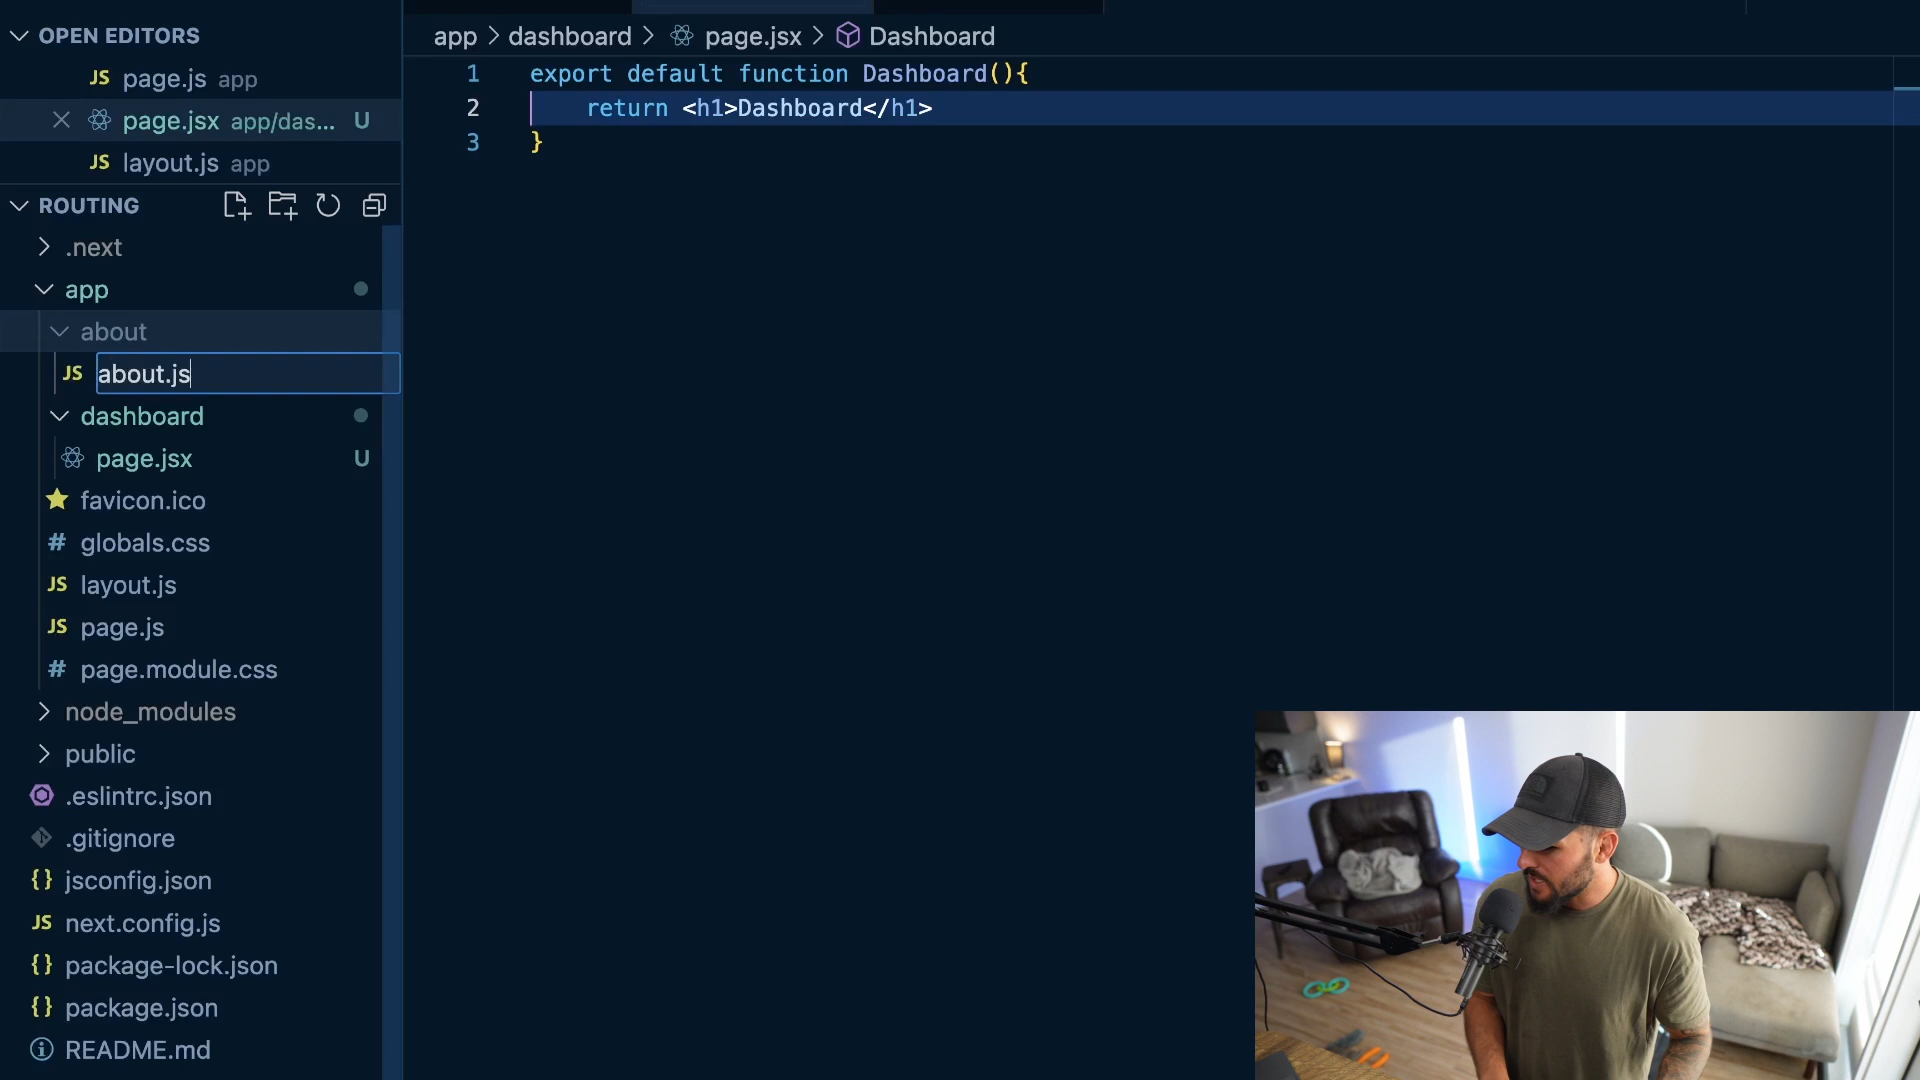 OPEN EDITORS
JS page.js app
page.jsx app/das... U
JS layout.js app
ROUTING
.next
app
about
JS about.js
dashboard
page.jsx U
favicon.ico
# globals.css
JS layout.js
JS page.js
# page.module.css
node_modules
public
.eslintrc.json
.gitignore
{} jsconfig.json
JS next.config.js
{} package-lock.json
{} package.json
README.md
app > dashboard > page.jsx > Dashboard
1 export default function Dashboard(){
2 return <h1>Dashboard</h1>
3 }